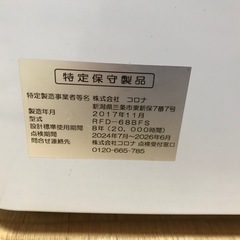 特定保守製品
特定製造事業者等名 株式会社 コロナ
新潟県三条市東新保7番7号
製造年月 2017年11月
型式 RFD-68BFS
設計標準使用期間 8年(20,000時間)
点検期間 2024年7月〜2026年6月
問合せ連絡先 株式会社コロナ 点検受付窓口
0120-665-785